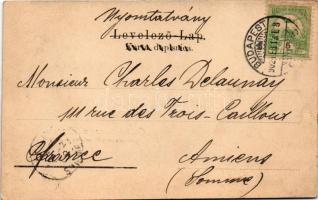 Nyomtatvány
Levelező-Lap.
BUDAPEST
Monsieur Charles Delaunay
111 rue des Trois-Cailloux
France
Amiens
(Somme)